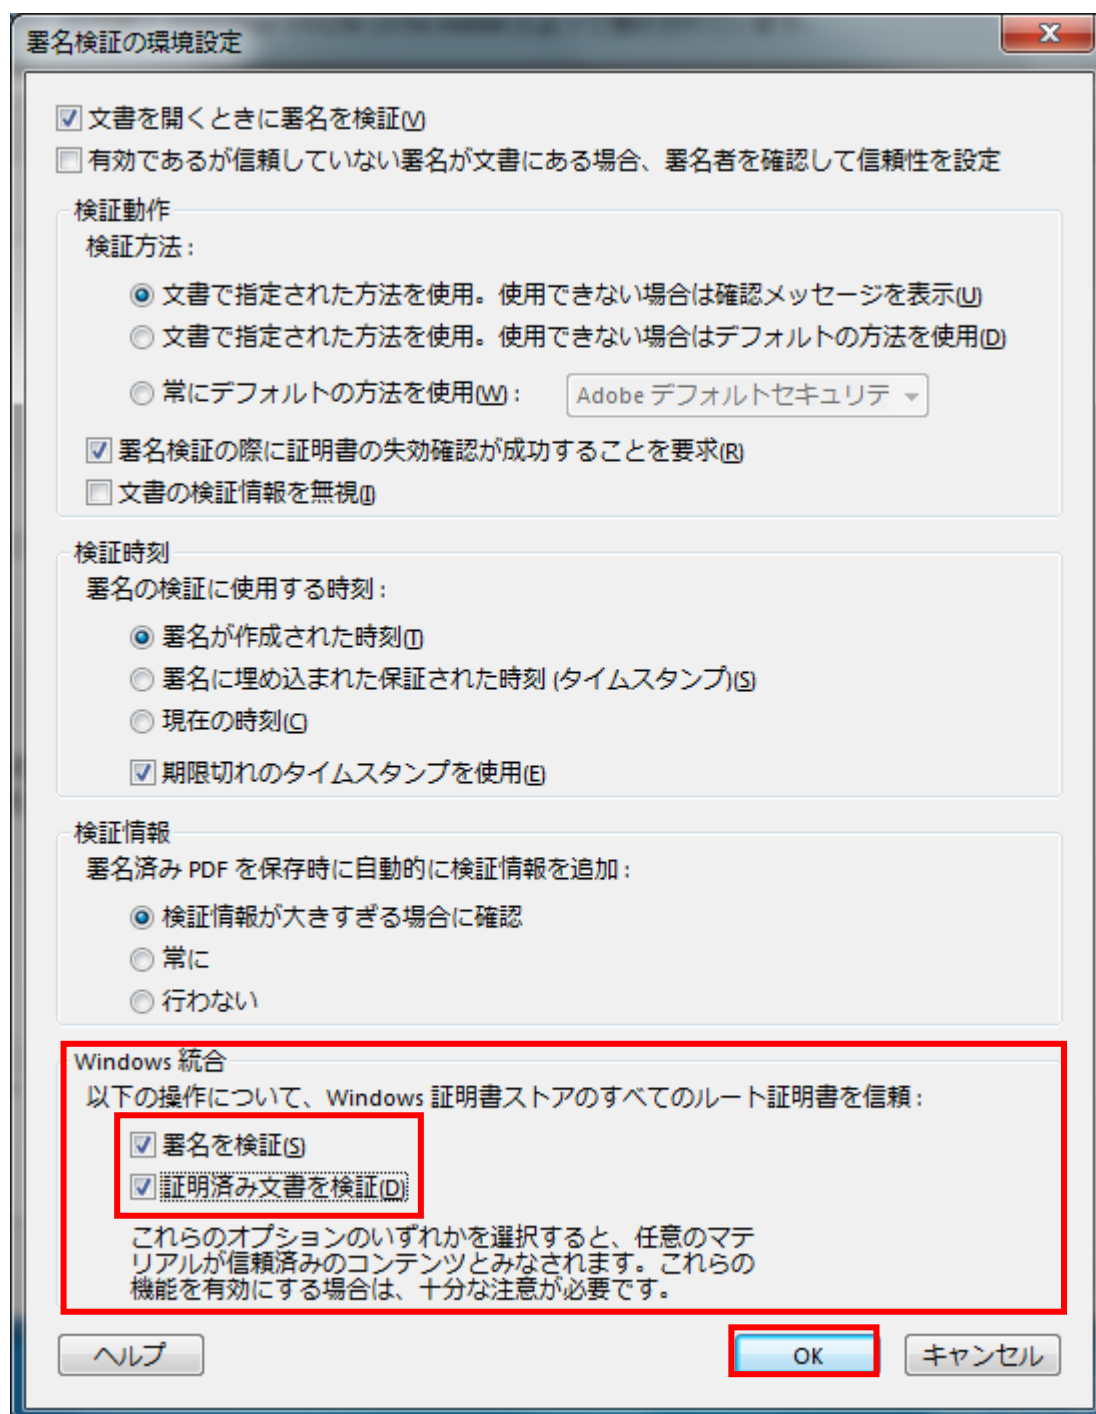 署名検証の環境設定
文書を開くときに署名を検証(V)
有効であるが信頼していない署名が文書にある場合、署名者を確認して信頼性を設定
検証動作
検証方法:
文書で指定された方法を使用。使用できない場合は確認メッセージを表示(U)
文書で指定された方法を使用。使用できない場合はデフォルトの方法を使用(D)
常にデフォルトの方法を使用(W): Adobe デフォルトセキュリテ
署名検証の際に証明書の失効確認が成功することを要求(R)
文書の検証情報を無視(I)
検証時刻
署名の検証に使用する時刻:
署名が作成された時刻(T)
署名に埋め込まれた保証された時刻 (タイムスタンプ)(S)
現在の時刻(C)
期限切れのタイムスタンプを使用(E)
検証情報
署名済み PDF を保存時に自動的に検証情報を追加:
検証情報が大きすぎる場合に確認
常に
行わない
Windows 統合
以下の操作について、Windows 証明書ストアのすべてのルート証明書を信頼:
署名を検証(S)
証明済み文書を検証(D)
これらのオプションのいずれかを選択すると、任意のマテ
リアルが信頼済みのコンテンツとみなされます。これらの
機能を有効にする場合は、十分な注意が必要です。
ヘルプ OK キャンセル